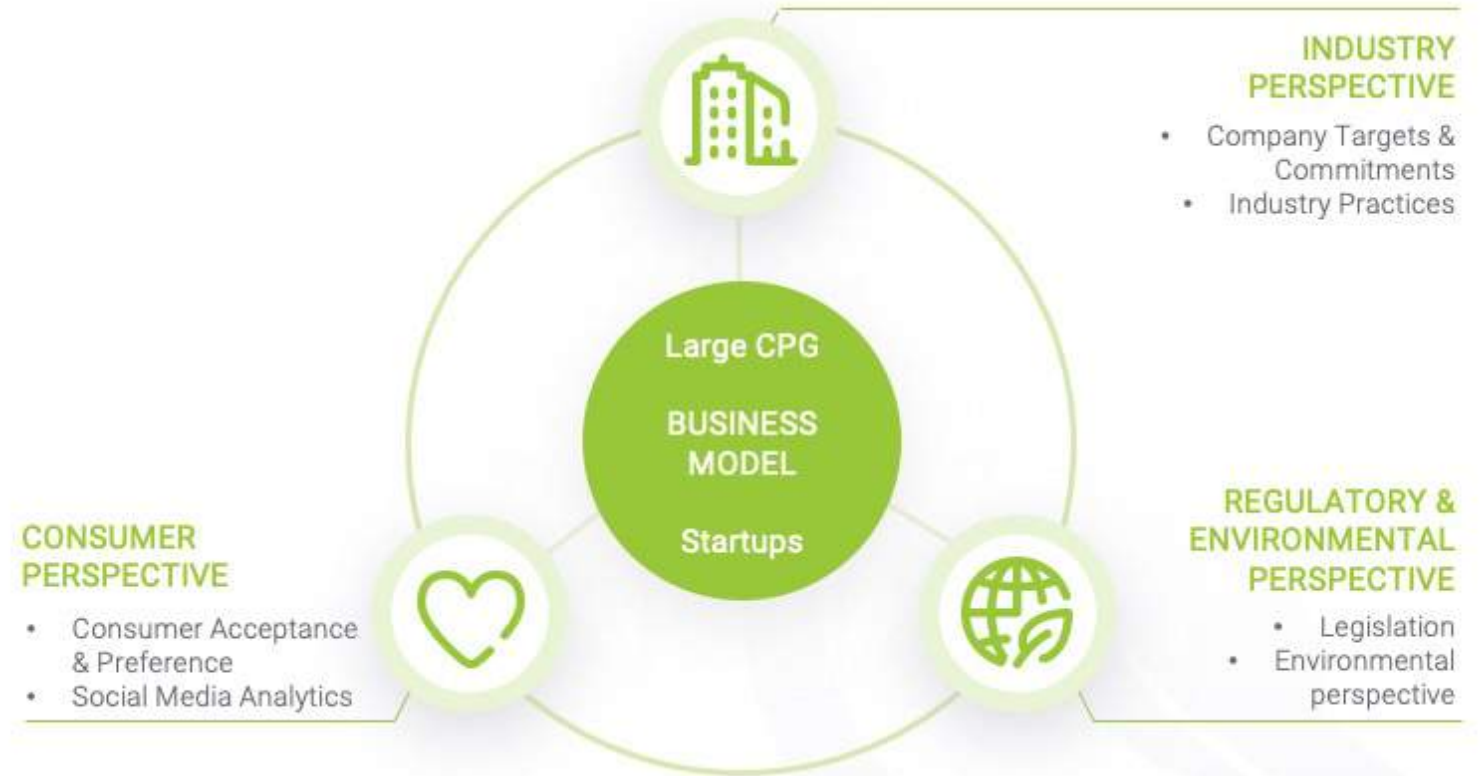 INDUSTRY
PERSPECTIVE
• Company Targets &
Commitments
• Industry Practices
Large CPG
BUSINESS
MODEL
Startups
CONSUMER
PERSPECTIVE
• Consumer Acceptance
& Preference
• Social Media Analytics
REGULATORY &
ENVIRONMENTAL
PERSPECTIVE
• Legislation
• Environmental
perspective